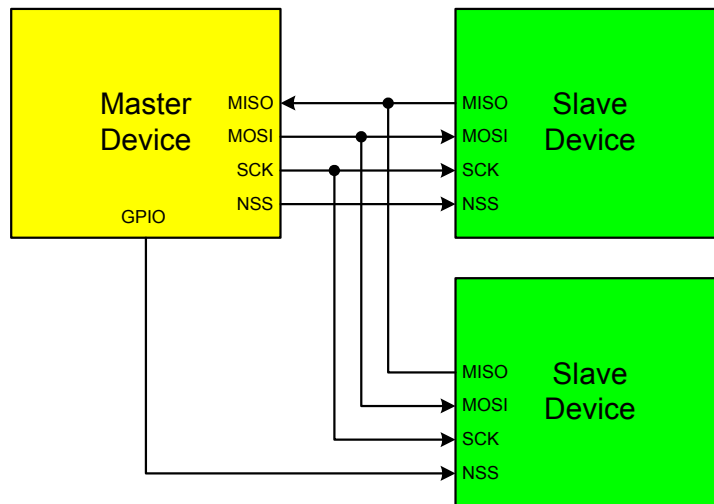 Master
Device
MISO
MOSI
SCK
NSS
GPIO
MISO
MOSI
SCK
NSS
Slave
Device
MISO
MOSI
SCK
NSS
Slave
Device